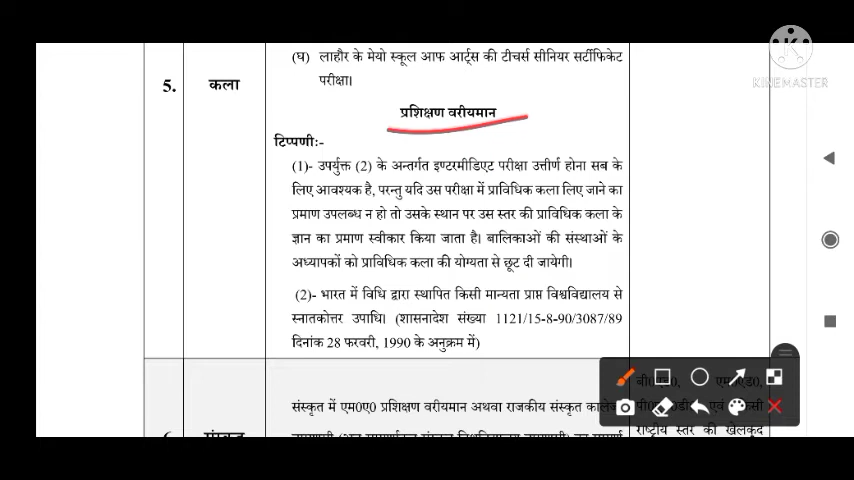 KINEMASTER
(घ) लाहौर के मेयो स्कूल आफ आर्ट्स की टीचर्स सीनियर सर्टीफिकेट
परीक्षा।
5. कला
प्रशिक्षण वरीयमान
टिप्पणी:-
(1)- उपर्युक्त (2) के अन्तर्गत इण्टरमीडिएट परीक्षा उत्तीर्ण होना सब के
लिए आवश्यक है, परन्तु यदि उस परीक्षा में प्राविधिक कला लिए जाने का
प्रमाण उपलब्ध न हो तो उसके स्थान पर उस स्तर की प्राविधिक कला के
ज्ञान का प्रमाण स्वीकार किया जाता है। बालिकाओं की संस्थाओं के
अध्यापकों को प्राविधिक कला की योग्यता से छूट दी जायेगी।
(2)- भारत में विधि द्वारा स्थापित किसी मान्यता प्राप्त विश्वविद्यालय से
स्नातकोत्तर उपाधि। (शासनादेश संख्या 1121/15-8-90/3087/89
दिनांक 28 फरवरी, 1990 के अनुक्रम में)
संस्कृत में एम0ए0 प्रशिक्षण वरीयमान अथवा राजकीय संस्कृत
एवं
राष्ट्रीय स्तर की खेलकूद